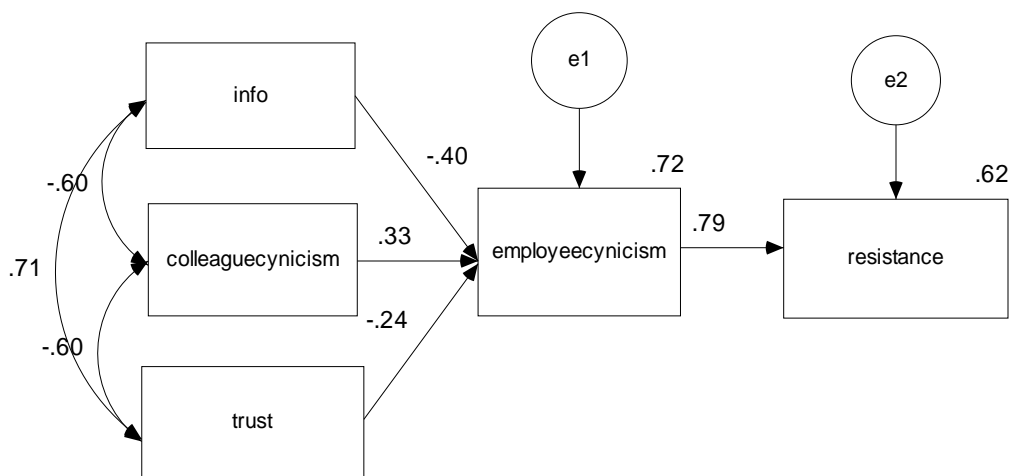 e1
e2
info
-.40
.72
.62
-.60
.33
.79
colleaguecynicism
employeecynicism
resistance
.71
-.24
-.60
trust